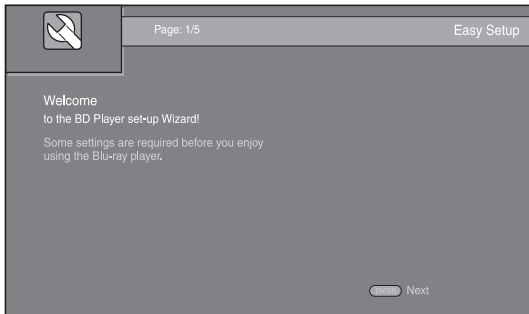 Page: 1/5
Easy Setup
Welcome
to the BD Player set-up Wizard!
Some settings are required before you enjoy
using the Blu-ray player.
ENTER Next